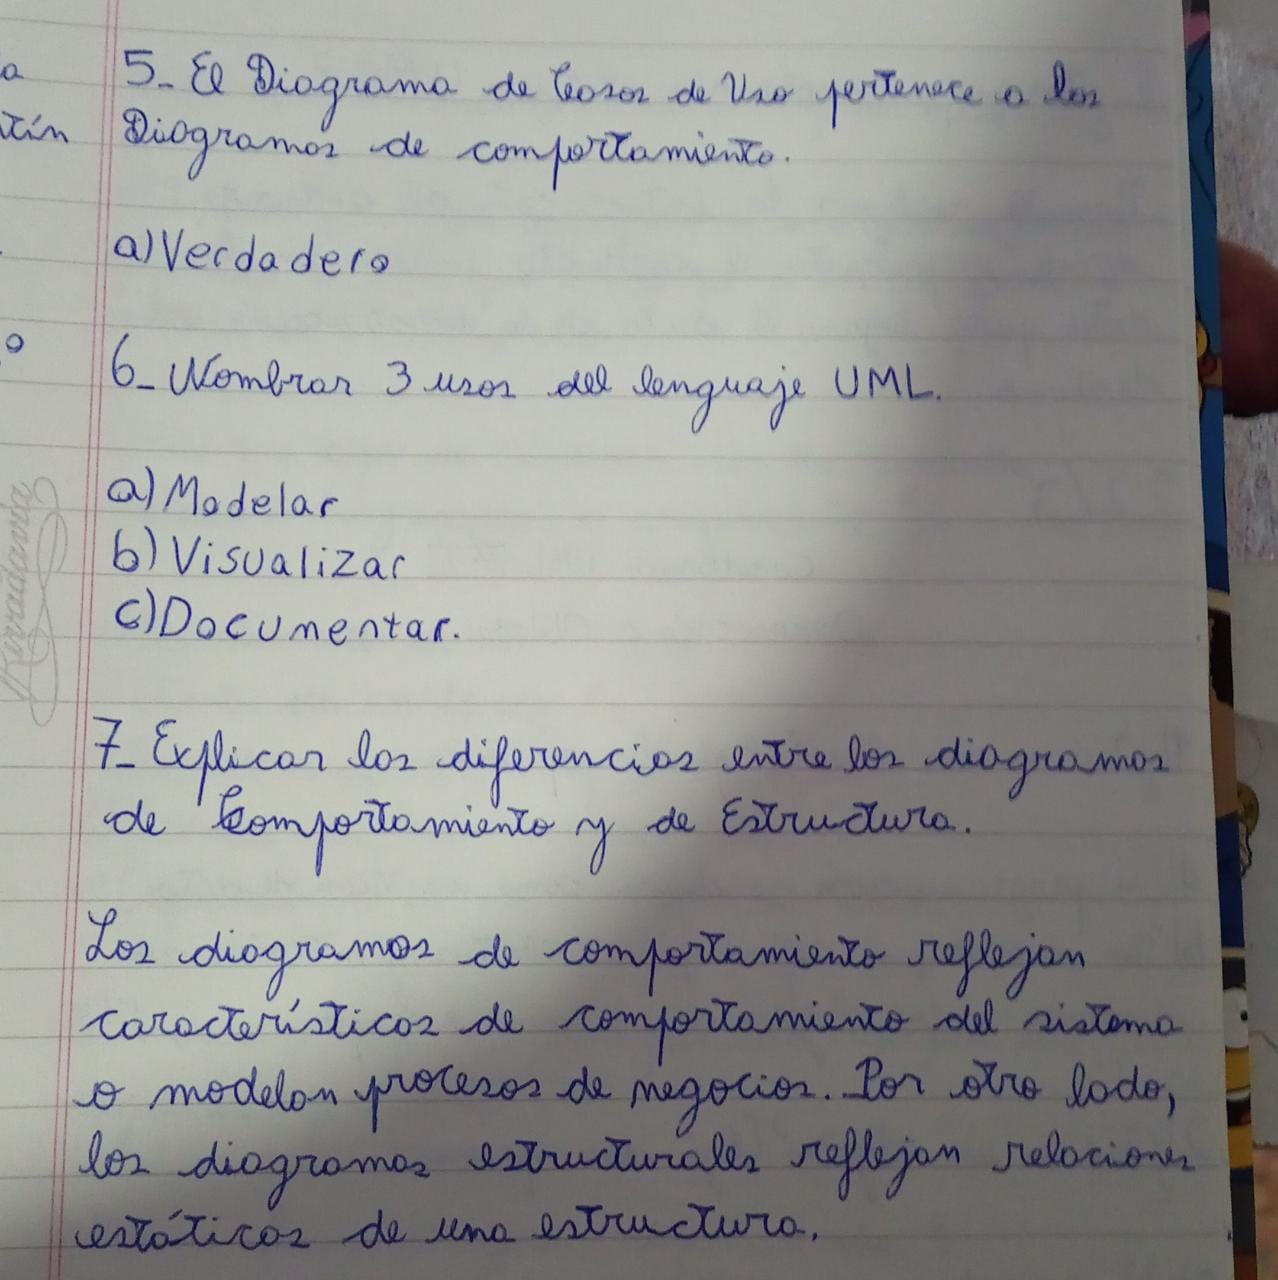 a
tín
o
5_ El Diagrama de Casos de Uso pertenece a los
Diagramas de comportamiento.
a) Verdadero
6_ Nombrar 3 usos del lenguaje UML.
a) Modelar
b) Visualizar
c) Documentar.
Rivadavia
7_ Explicar las diferencias entre los diagramas
de Comportamiento y de Estructura.
Los diagramas de comportamiento reflejan
características de comportamiento del sistema
o modelan procesos de negocios. Por otro lado,
los diagramas estructurales reflejan relaciones
estáticas de una estructura.